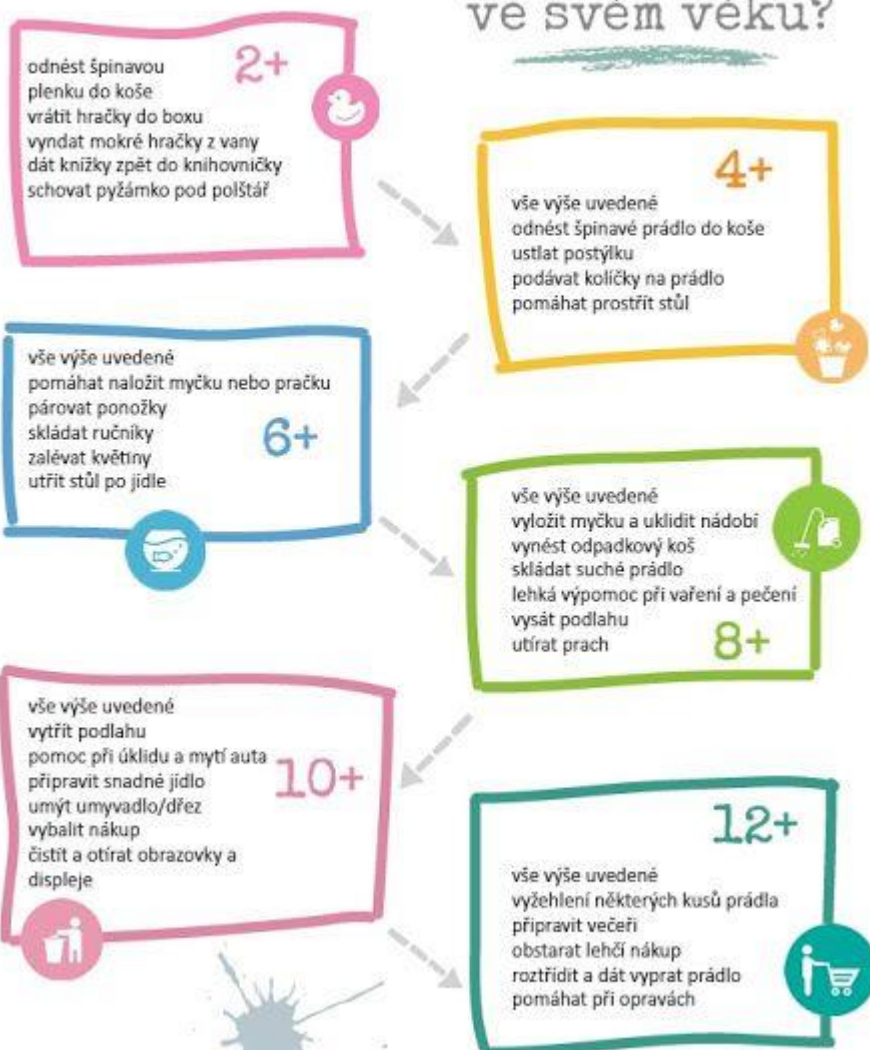 ve svém věku?
2+
odnést špinavou
plenku do koše
vrátit hračky do boxu
vyndat mokré hračky z vany
dát knížky zpět do knihovničky
schovat pyžámko pod polštář
4+
vše výše uvedené
odnést špinavé prádlo do koše
ustlat postýlku
podávat kolíčky na prádlo
pomáhat prostřít stůl
vše výše uvedené
pomáhat naložit myčku nebo pračku
párovat ponožky
skládat ručníky
zalévat květiny
utřít stůl po jídle
6+
vše výše uvedené
vyložit myčku a uklidit nádobí
vynést odpadkový koš
skládat suché prádlo
lehká výpomoc při vaření a pečení
vysát podlahu
utírat prach
8+
vše výše uvedené
vytřít podlahu
pomoc při úklidu a mytí auta
připravit snadné jídlo
umýt umyvadlo/dřez
vybalit nákup
čistit a otírat obrazovky a
displeje
10+
12+
vše výše uvedené
vyžehlení některých kusů prádla
připravit večeři
obstarat lehčí nákup
roztřídit a dát vyprat prádlo
pomáhat při opravách